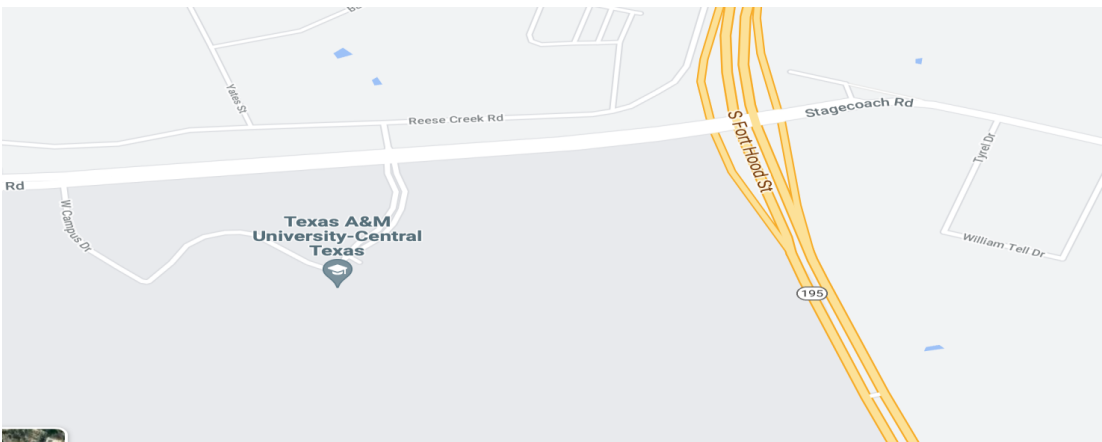 Yates St
Reese Creek Rd
Stagecoach Rd
S Fort Hood St
Tyrel Dr
Rd
W Campus Dr
Texas A&M
University-Central
Texas
William Tell Dr
195